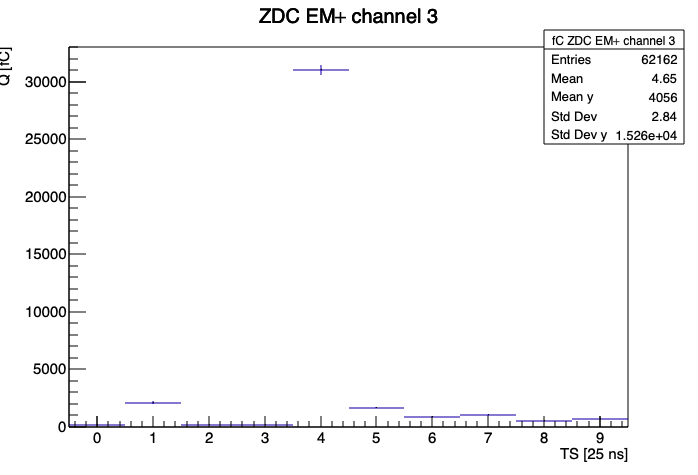 ZDC EM+ channel 3
Q [fC]
fC ZDC EM+ channel 3
Entries 62162
Mean 4.65
Mean y 4056
Std Dev 2.84
Std Dev y 1.526e+04
30000
25000
20000
15000
10000
5000
0
0 1 2 3 4 5 6 7 8 9
TS [25 ns]